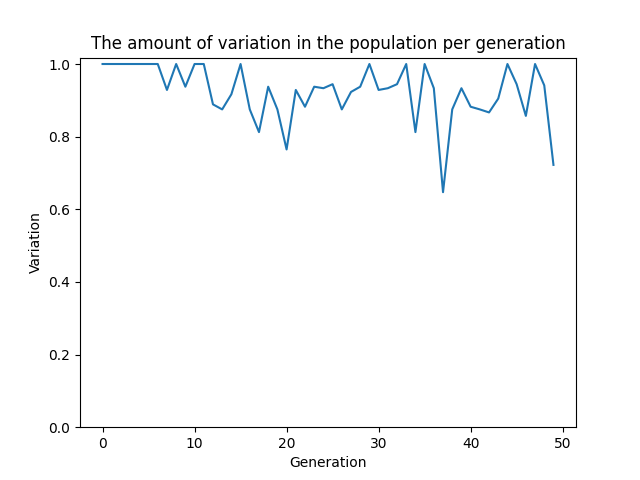 The amount of variation in the population per generation
1.0
0.8
0.6
0.4
0.2
0.0
Variation
0 10 20 30 40 50
Generation